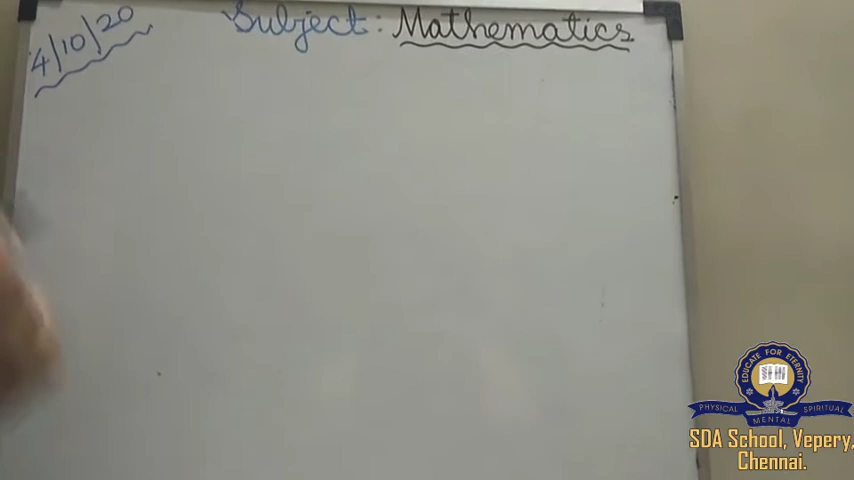 4/10/20
Subject: Mathematics
EDUCATE FOR ETERNITY
PHYSICAL MENTAL SPIRITUAL
SDA School, Vepery,
Chennai.